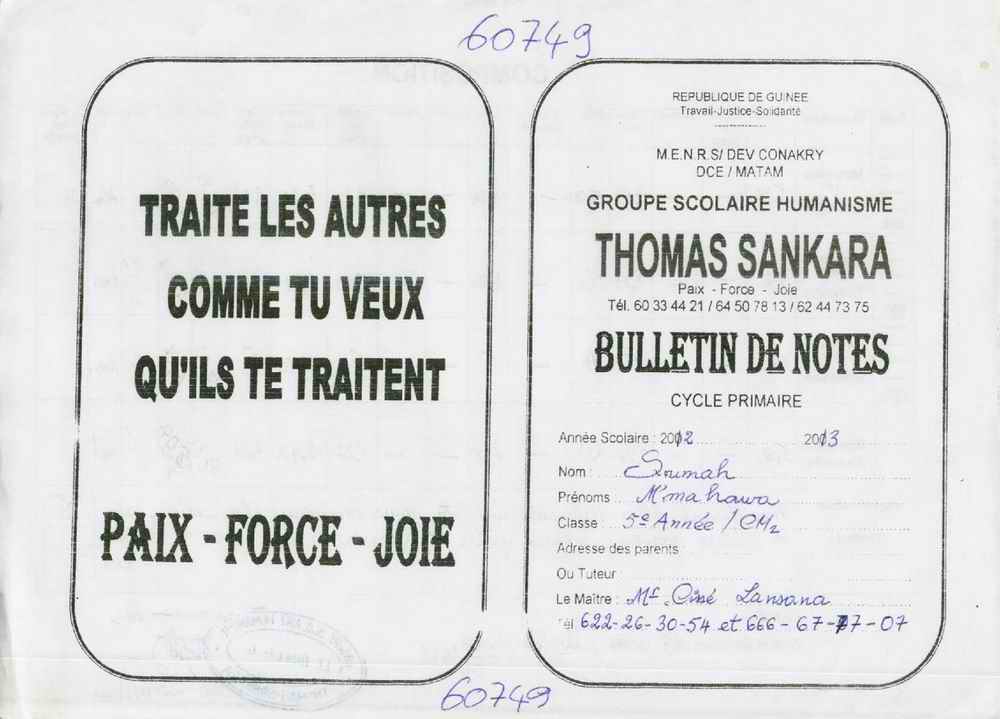 60749
TRAITE LES AUTRES
COMME TU VEUX
QU'ILS TE TRAITENT
PAIX - FORCE - JOIE
REPUBLIQUE DE GUINEE
Travail-Justice-Solidarité
M.E.N.R.S/ DEV CONAKRY
DCE / MATAM
GROUPE SCOLAIRE HUMANISME
THOMAS SANKARA
Paix - Force - Joie
Tél. 60 33 44 21 / 64 50 78 13 / 62 44 73 75
BULLETIN DE NOTES
CYCLE PRIMAIRE
Année Scolaire : 2012 2013
Nom : Soumah
Prénoms : M'mahawa
Classe : 5e Année / CM2
Adresse des parents
Ou Tuteur
Le Maître : Mr Ciné Lansana
Tél 622-26-30-54 et 666-67-77-07
60749